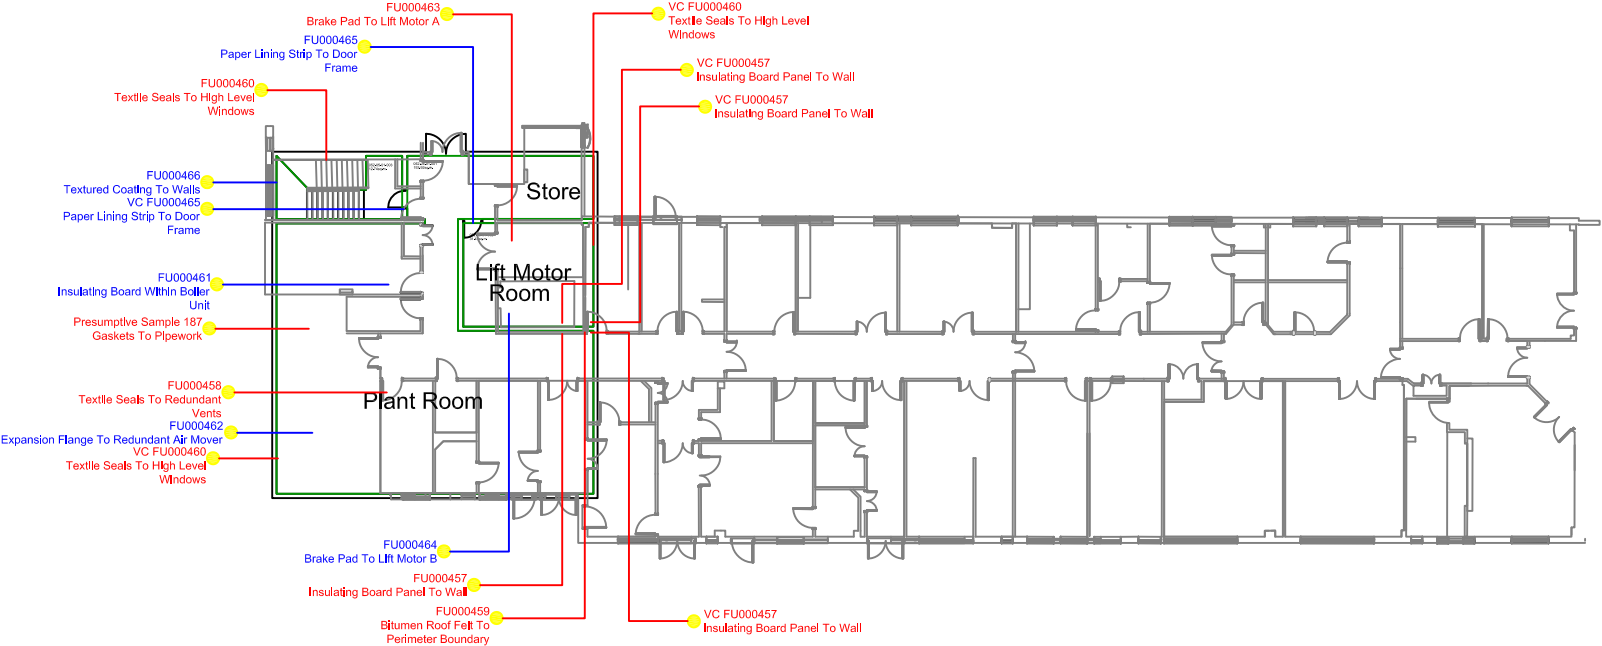 FU000463
Brake Pad To Lift Motor A
VC FU000460
Textile Seals To High Level
Windows
FU000465
Paper Lining Strip To Door
Frame
VC FU000457
Insulating Board Panel To Wall
FU000460
Textile Seals To High Level
Windows
VC FU000457
Insulating Board Panel To Wall
FU000466
Textured Coating To Walls
VC FU000465
Paper Lining Strip To Door
Frame
Store
Lift Motor
Room
FU000461
Insulating Board Within Boiler
Unit
Presumptive Sample 187
Gaskets To Pipework
FU000458
Textile Seals To Redundant
Vents
Plant Room
FU000462
Expansion Flange To Redundant Air Mover
VC FU000460
Textile Seals To High Level
Windows
FU000464
Brake Pad To Lift Motor B
FU000457
Insulating Board Panel To Wall
FU000459
Bitumen Roof Felt To
Perimeter Boundary
VC FU000457
Insulating Board Panel To Wall